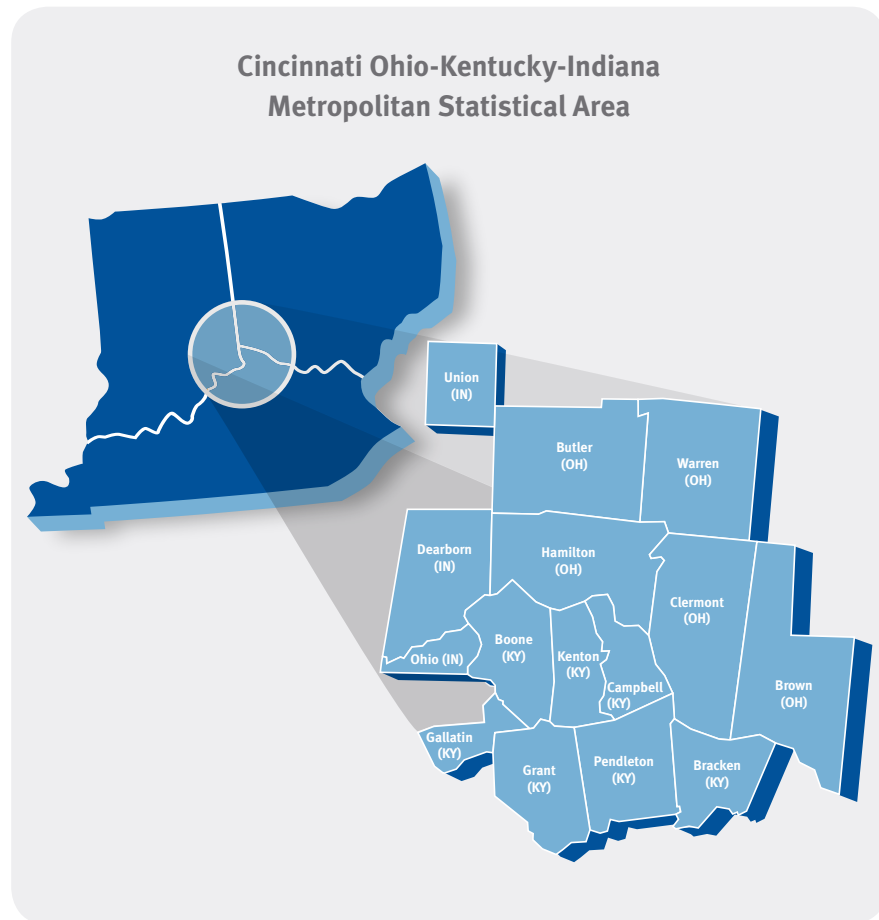 Cincinnati Ohio-Kentucky-Indiana
Metropolitan Statistical Area
Union
(IN)
Butler
(OH)
Warren
(OH)
Dearborn
(IN)
Hamilton
(OH)
Clermont
(OH)
Boone
(KY)
Kenton
(KY)
Ohio (IN)
Campbell
(KY)
Brown
(OH)
Gallatin
(KY)
Grant
(KY)
Pendleton
(KY)
Bracken
(KY)